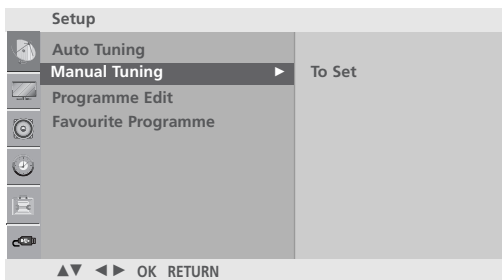 Setup
Auto Tuning
Manual Tuning ► To Set
Programme Edit
Favourite Programme
▲▼ ◄► OK RETURN